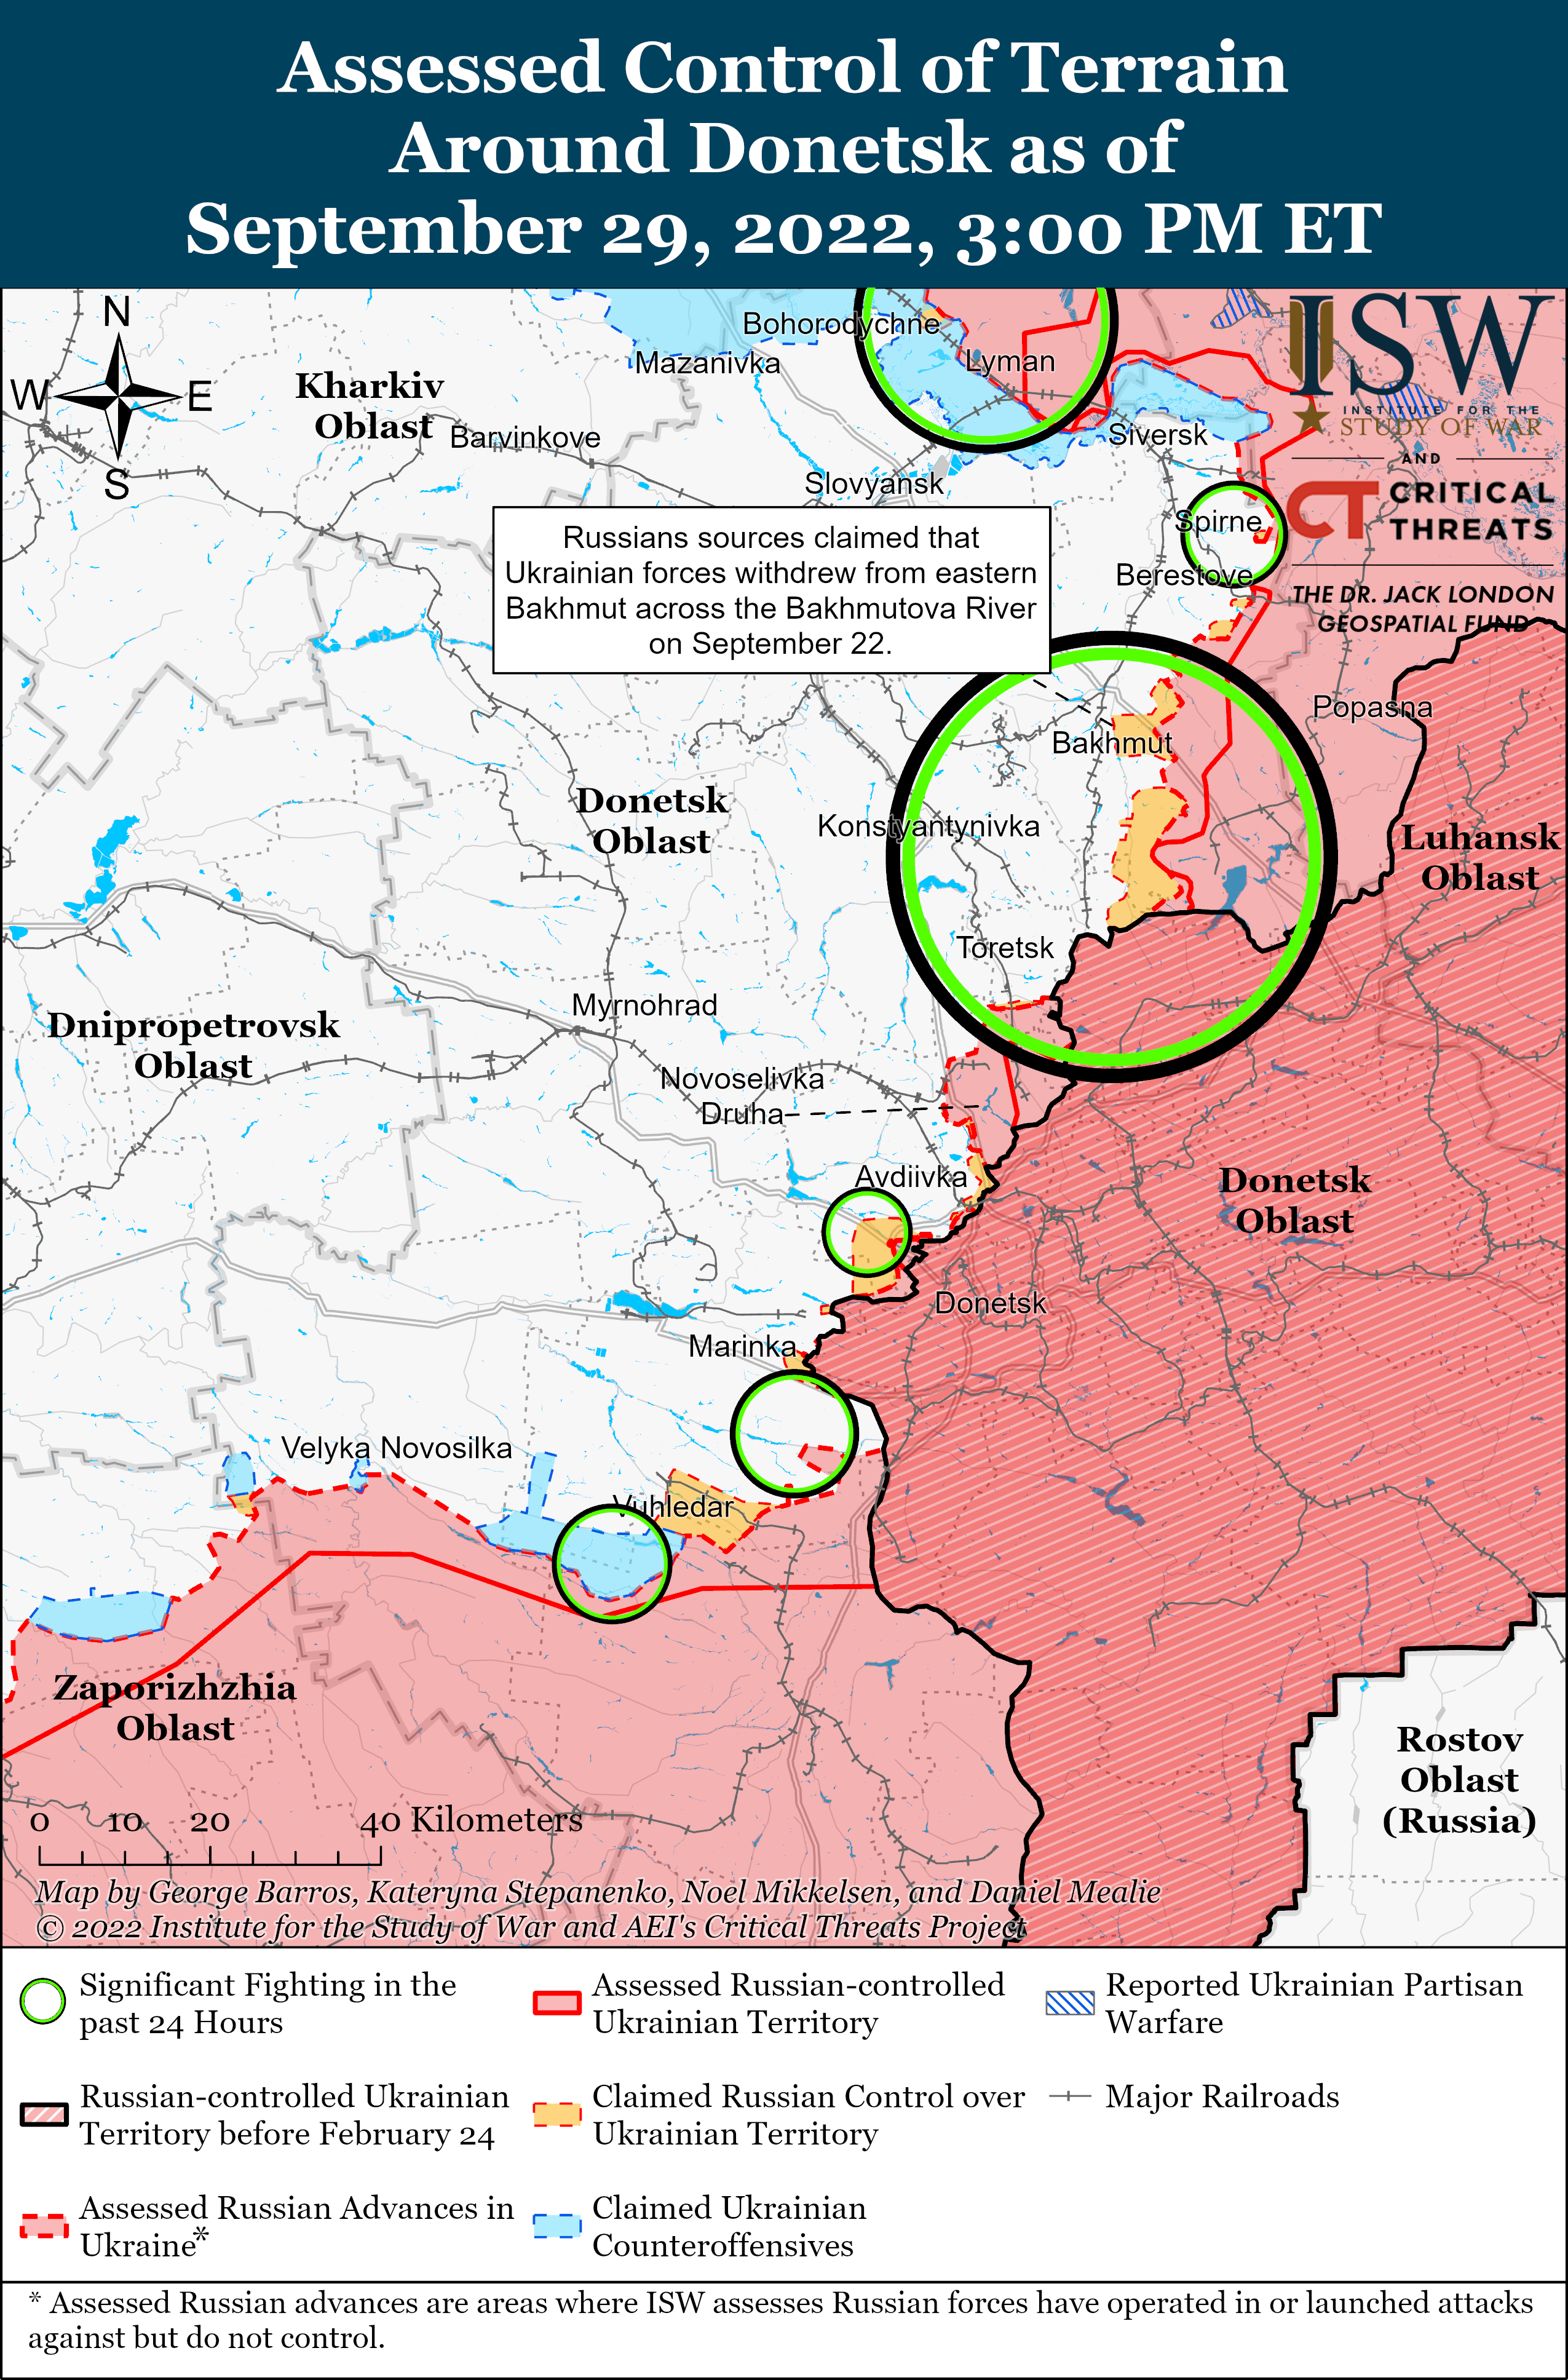 Assessed Control of Terrain
Around Donetsk as of
September 29, 2022, 3:00 PM ET
N
W
E
S
ISW
INSTITUTE FOR THE
STUDY OF WAR
AND
CT CRITICAL
THREATS
THE DR. JACK LONDON
GEOSPATIAL FUND
Bohorodychne
Mazanivka
Lyman
Kharkiv
Oblast
Barvinkove
Siversk
Slovyansk
Spirne
Berestove
Russians sources claimed that
Ukrainian forces withdrew from eastern
Bakhmut across the Bakhmutova River
on September 22.
Popasna
Bakhmut
Donetsk
Oblast
Konstyantynivka
Luhansk
Oblast
Toretsk
Myrnohrad
Dnipropetrovsk
Oblast
Novoselivka
Druha
Avdiivka
Donetsk
Oblast
Donetsk
Marinka
Velyka Novosilka
Vuhledar
Zaporizhzhia
Oblast
Rostov
Oblast
(Russia)
0 10 20 40 Kilometers
Map by George Barros, Kateryna Stepanenko, Noel Mikkelsen, and Daniel Mealie
© 2022 Institute for the Study of War and AEI's Critical Threats Project
Significant Fighting in the
past 24 Hours
Russian-controlled Ukrainian
Territory before February 24
Assessed Russian Advances in
Ukraine*
Assessed Russian-controlled
Ukrainian Territory
Claimed Russian Control over
Ukrainian Territory
Claimed Ukrainian
Counteroffensives
Reported Ukrainian Partisan
Warfare
Major Railroads
* Assessed Russian advances are areas where ISW assesses Russian forces have operated in or launched attacks
against but do not control.